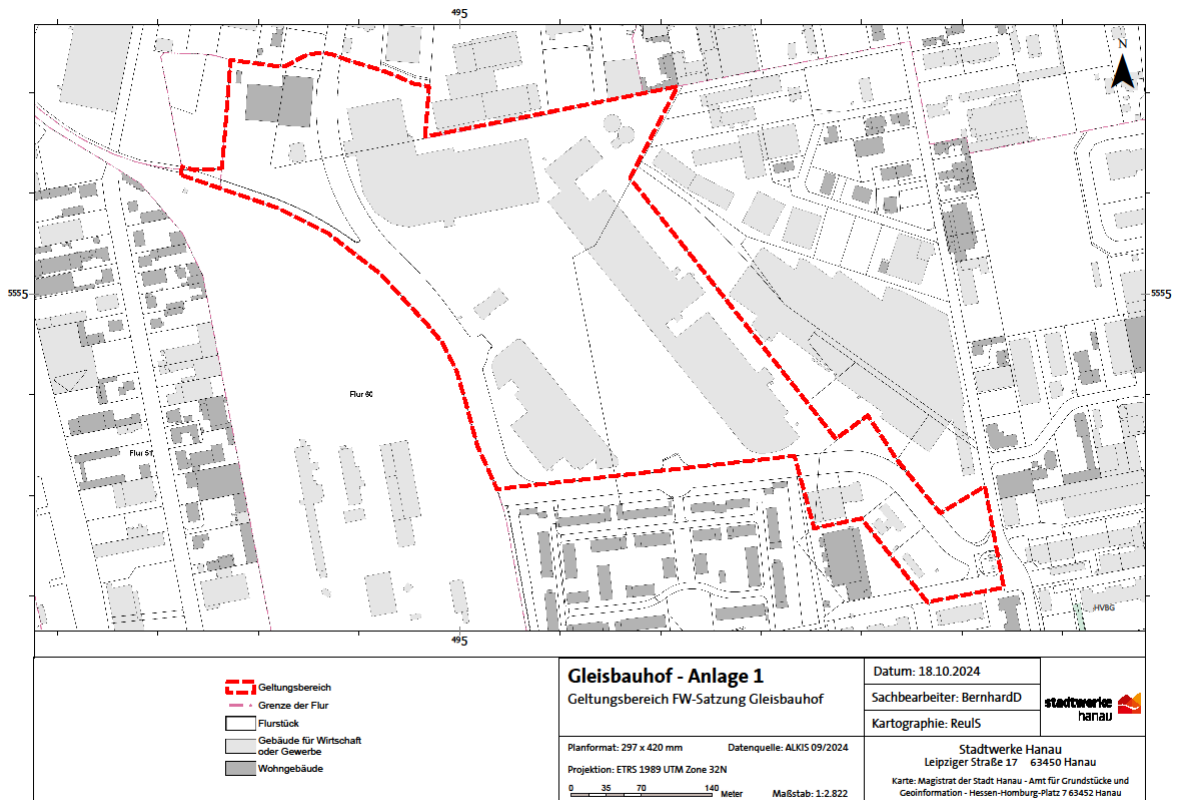 495
N
5555
5555
Flur 60
Flur 51
HVBG
495
Geltungsbereich
Grenze der Flur
Flurstück
Gebäude für Wirtschaft
oder Gewerbe
Wohngebäude
Gleisbauhof - Anlage 1
Geltungsbereich FW-Satzung Gleisbauhof
Planformat: 297 x 420 mm Datenquelle: ALKIS 09/2024
Projektion: ETRS 1989 UTM Zone 32N
0 35 70 140 Meter Maßstab: 1:2.822
Datum: 18.10.2024
Sachbearbeiter: BernhardD
Kartographie: ReulS
stadtwerke
hanau
Stadtwerke Hanau
Leipziger Straße 17 63450 Hanau
Karte: Magistrat der Stadt Hanau - Amt für Grundstücke und
Geoinformation - Hessen-Homburg-Platz 7 63452 Hanau